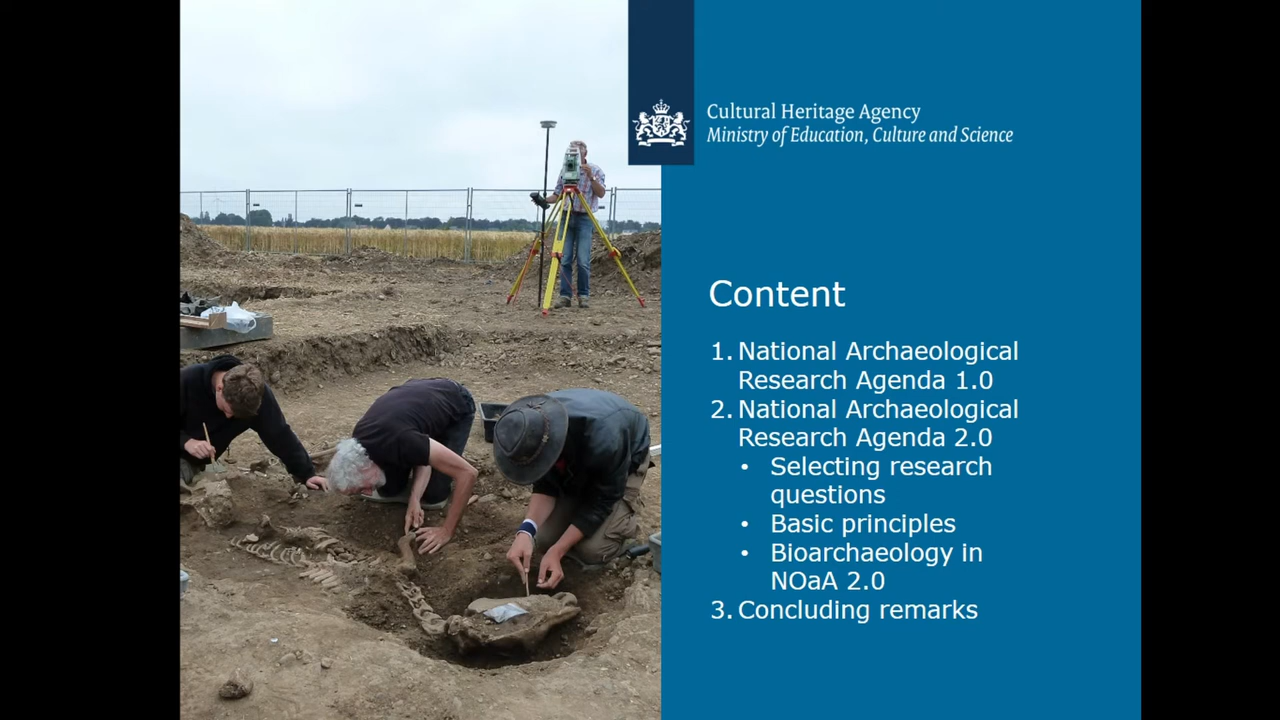 Cultural Heritage Agency
Ministry of Education, Culture and Science
Content
1. National Archaeological
Research Agenda 1.0
2. National Archaeological
Research Agenda 2.0
• Selecting research
questions
• Basic principles
• Bioarchaeology in
NOaA 2.0
3. Concluding remarks